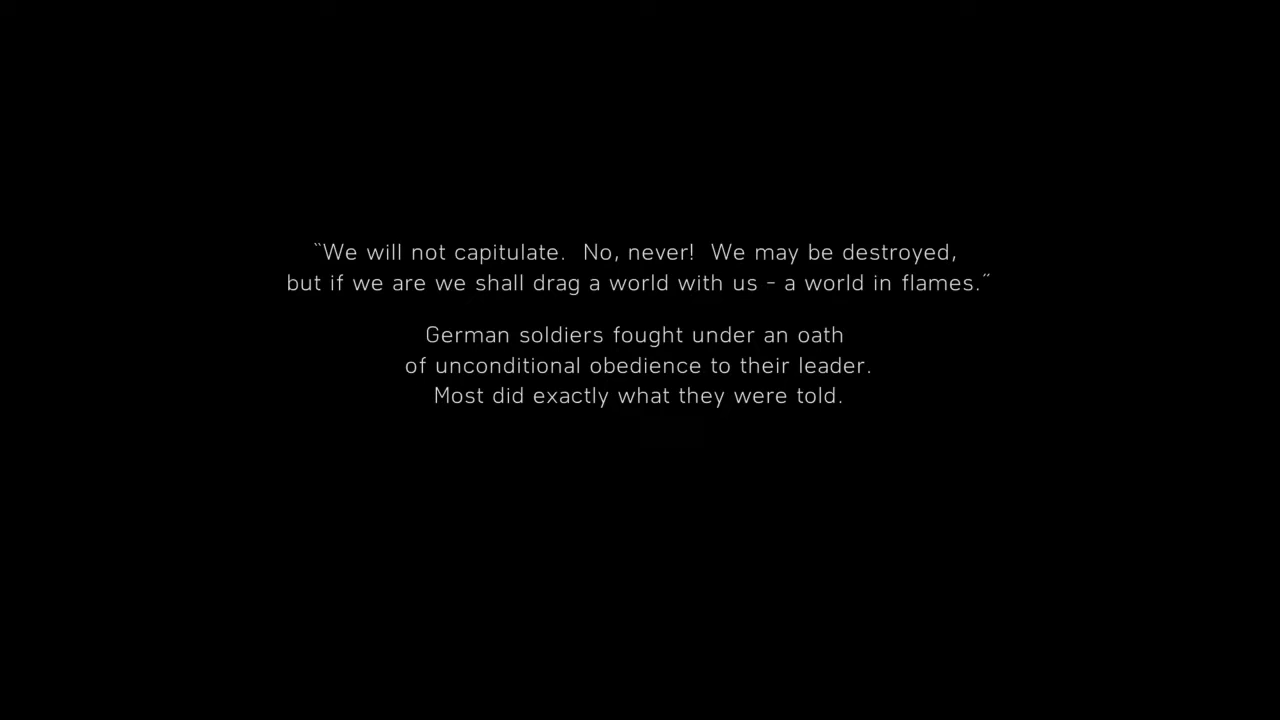 “We will not capitulate. No, never! We may be destroyed,
but if we are we shall drag a world with us - a world in flames.”
German soldiers fought under an oath
of unconditional obedience to their leader.
Most did exactly what they were told.